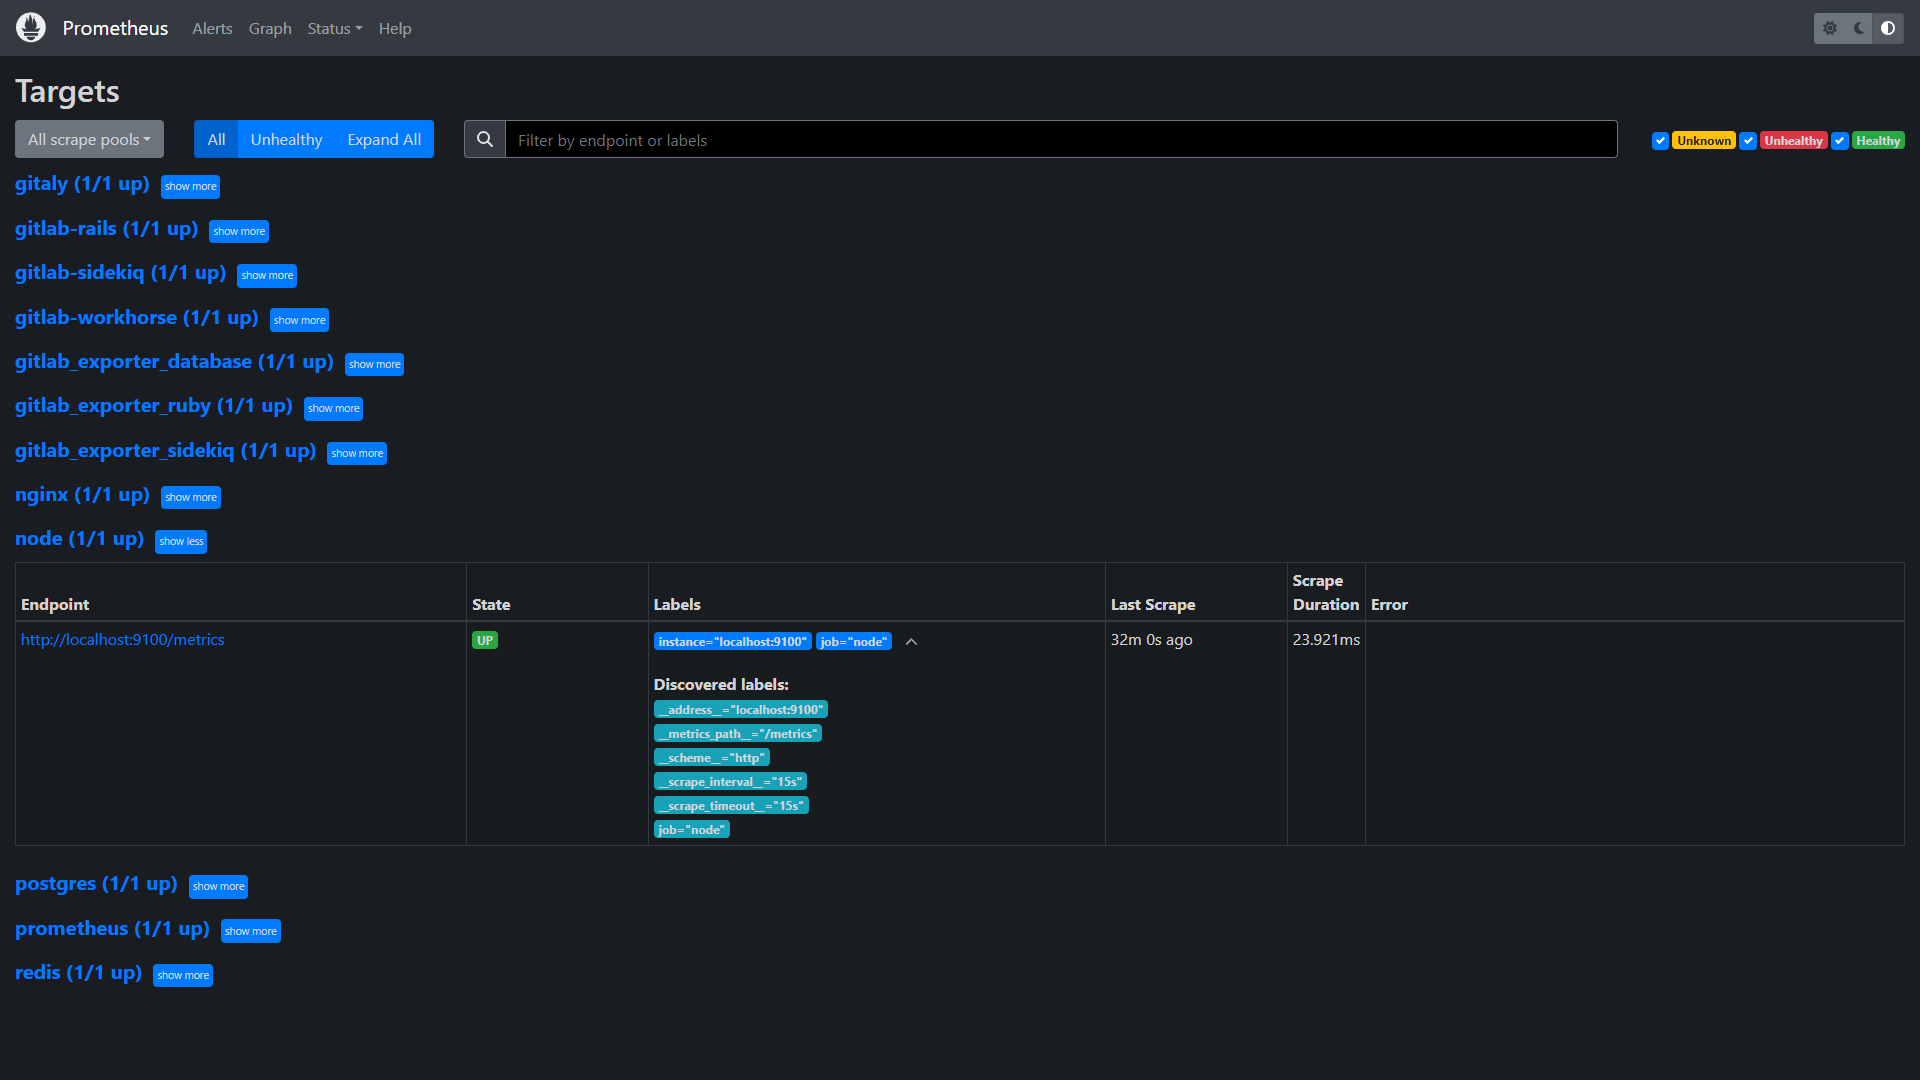 Prometheus Alerts Graph Status Help
Targets
All scrape pools All Unhealthy Expand All Filter by endpoint or labels Unknown Unhealthy Healthy
gitaly (1/1 up) show more
gitlab-rails (1/1 up) show more
gitlab-sidekiq (1/1 up) show more
gitlab-workhorse (1/1 up) show more
gitlab_exporter_database (1/1 up) show more
gitlab_exporter_ruby (1/1 up) show more
gitlab_exporter_sidekiq (1/1 up) show more
nginx (1/1 up) show more
node (1/1 up) show less
Endpoint State Labels Last Scrape Scrape Duration Error
http://localhost:9100/metrics UP instance="localhost:9100" job="node" 32m 0s ago 23.921ms
Discovered labels:
__address__="localhost:9100"
__metrics_path__="/metrics"
__scheme__="http"
__scrape_interval__="15s"
__scrape_timeout__="15s"
job="node"
postgres (1/1 up) show more
prometheus (1/1 up) show more
redis (1/1 up) show more